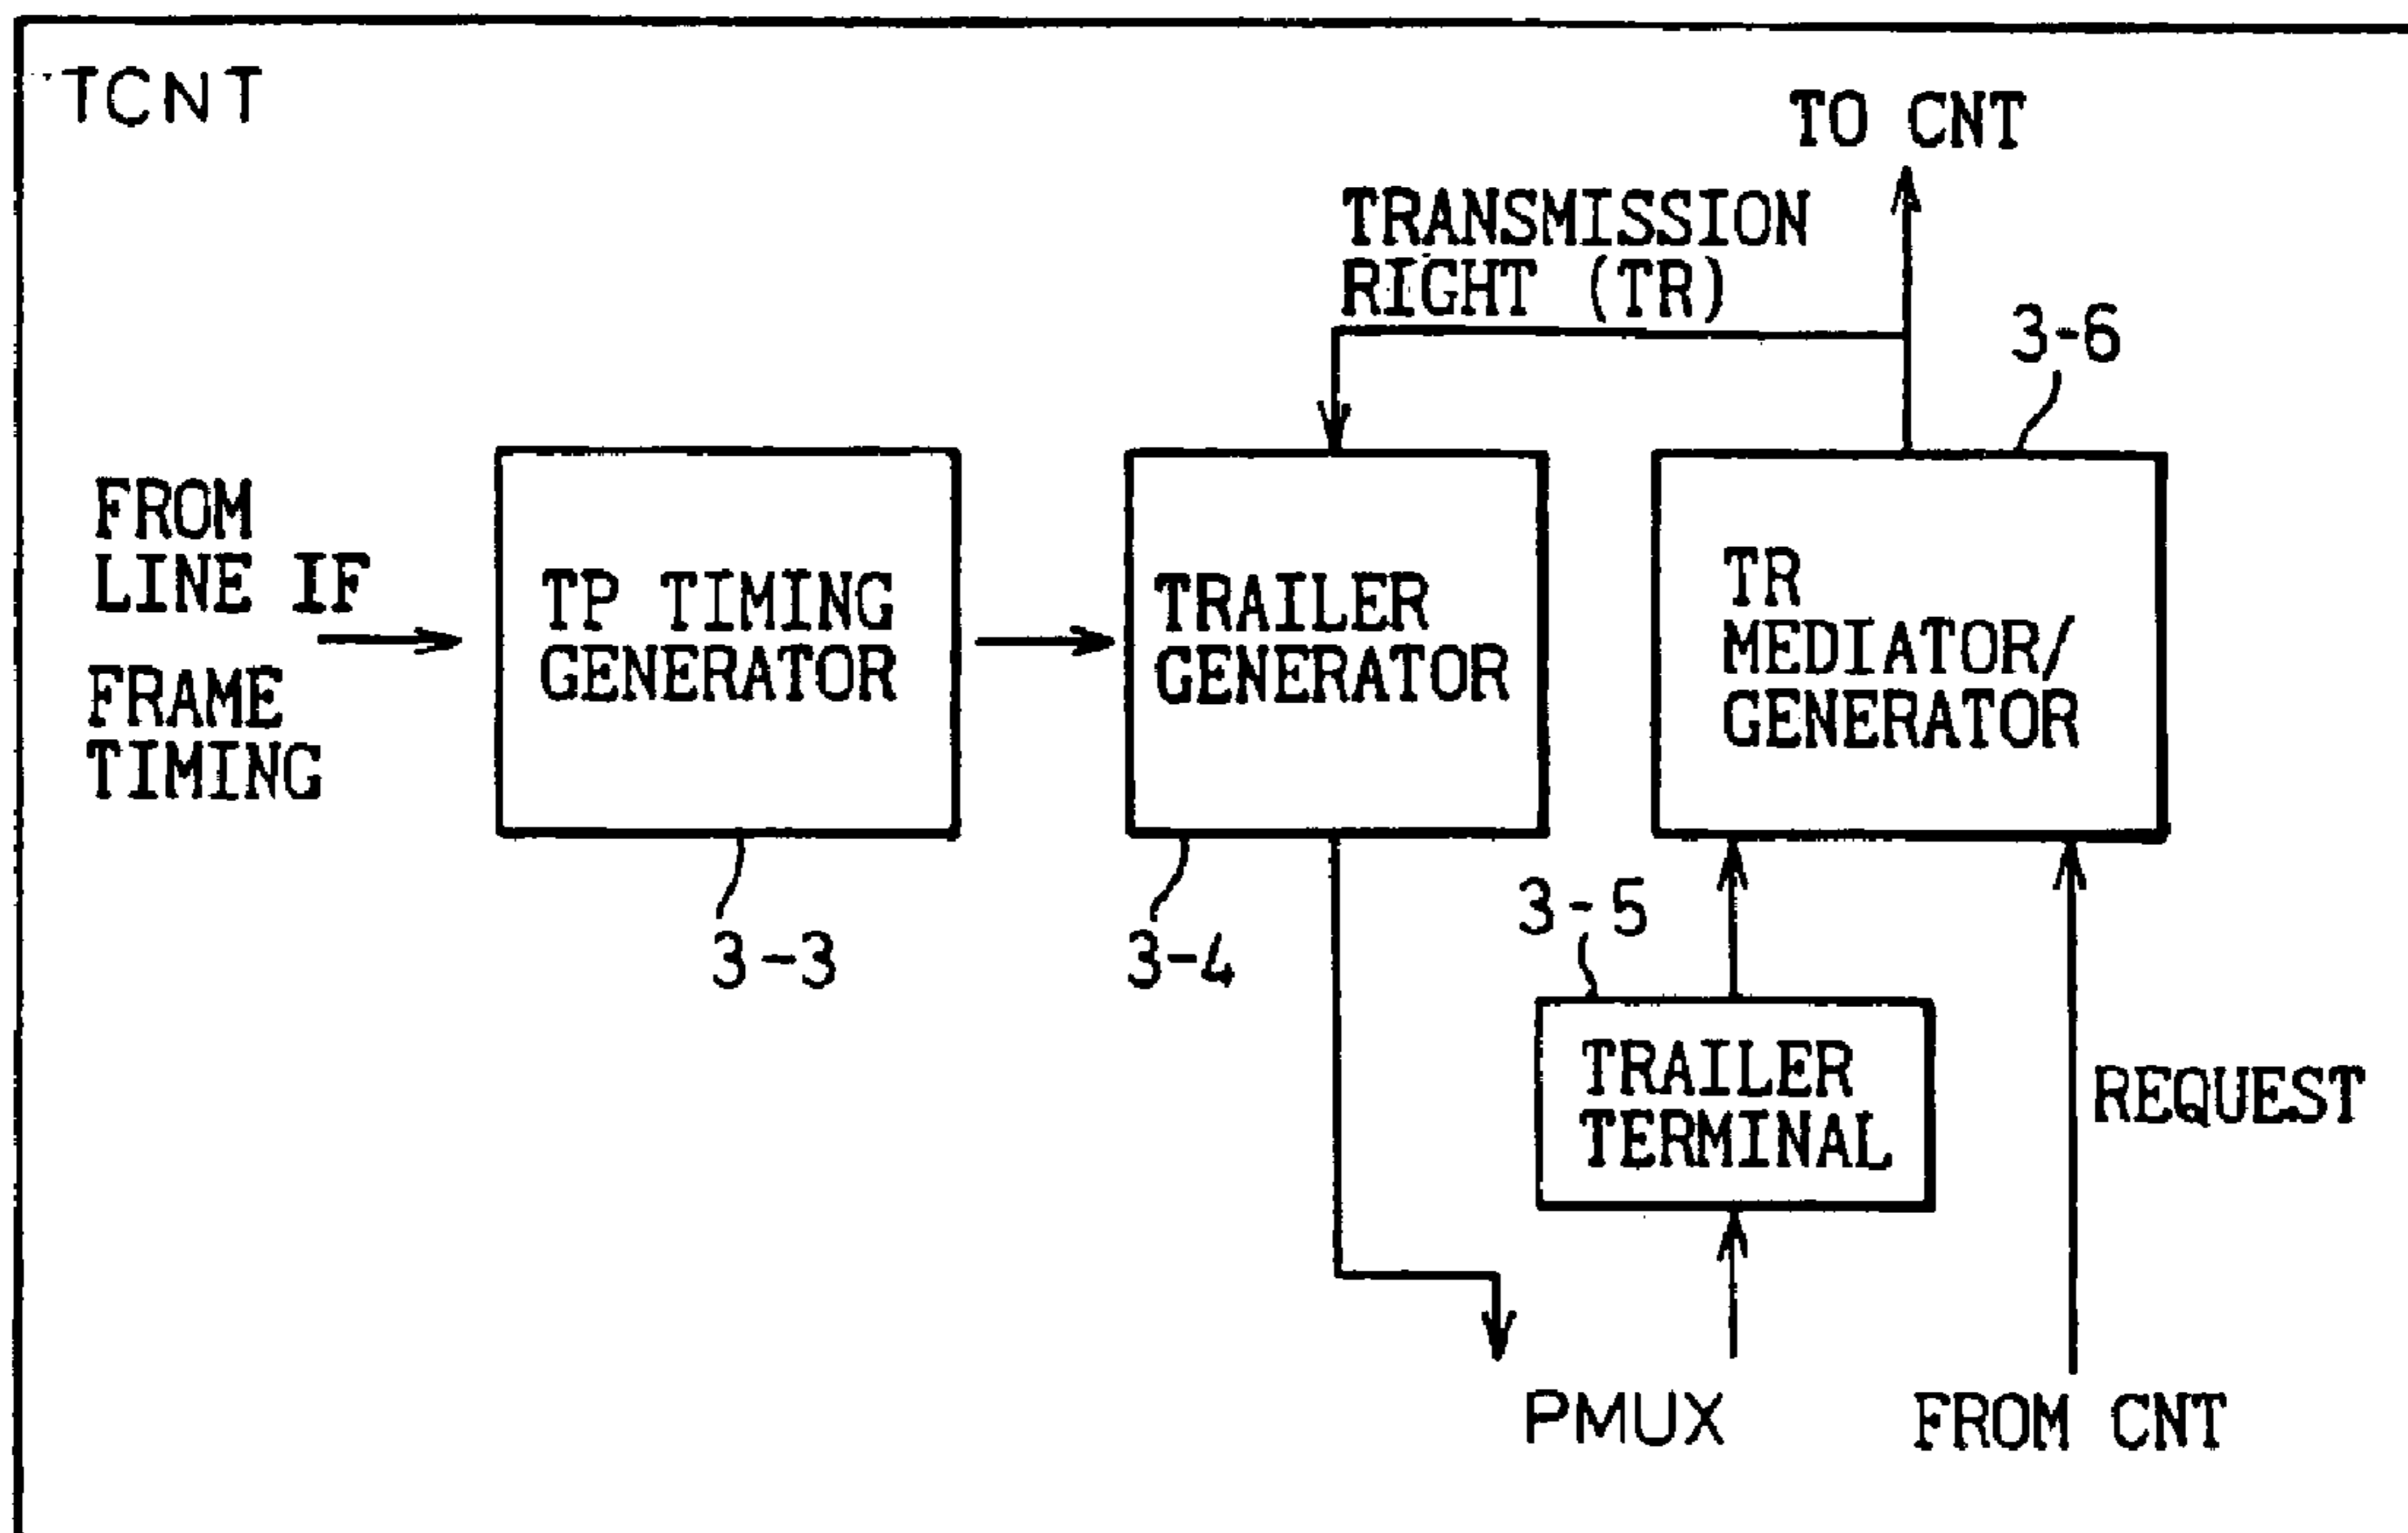 TCNT
TO CNT
TRANSMISSION
RIGHT (TR)
3-6
FROM
LINE IF
FRAME
TIMING
TP TIMING
GENERATOR
TRAILER
GENERATOR
TR
MEDIATOR/
GENERATOR
3-3
3-4
3-5
TRAILER
TERMINAL
REQUEST
PMUX
FROM CNT